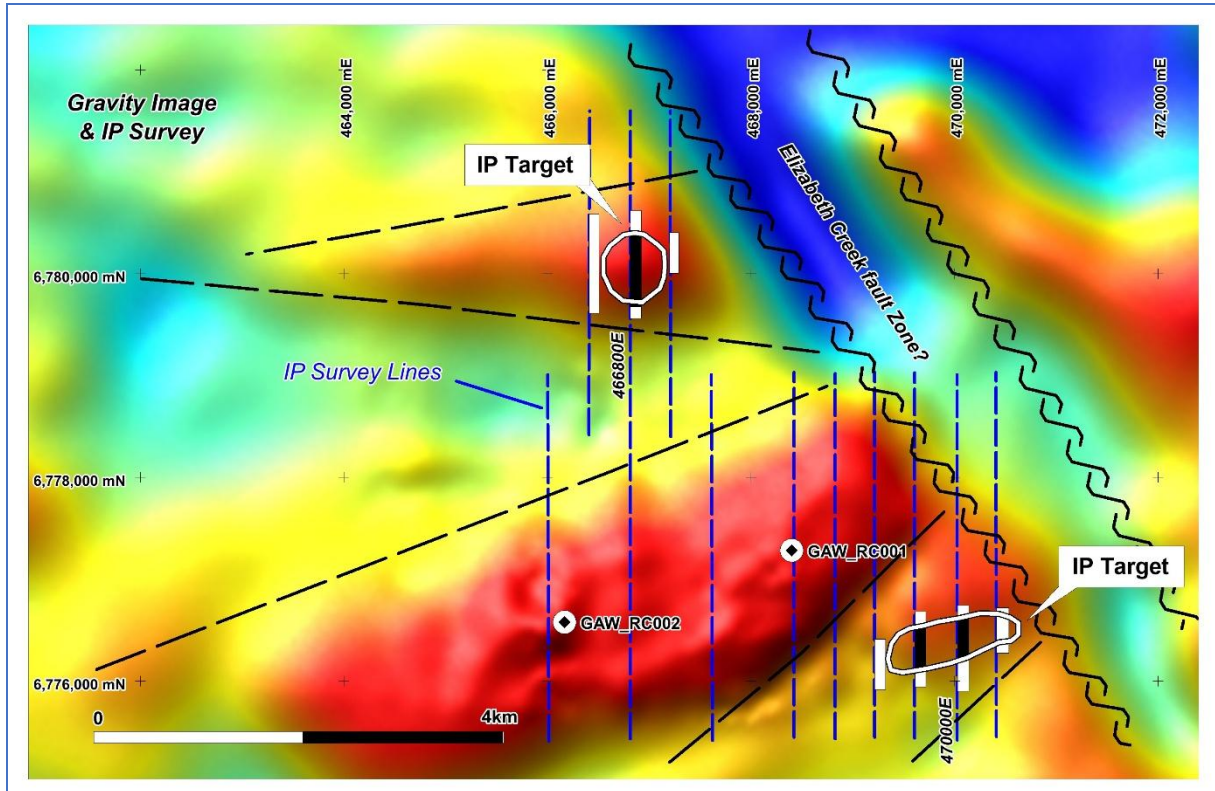 Gravity Image
& IP Survey
464,000 mE
466,000 mE
468,000 mE
470,000 mE
472,000 mE
IP Target
Elizabeth Creek fault Zone?
6,780,000 mN
466800E
IP Survey Lines
6,778,000 mN
GAW_RC001
IP Target
GAW_RC002
6,776,000 mN
0
4km
470000E